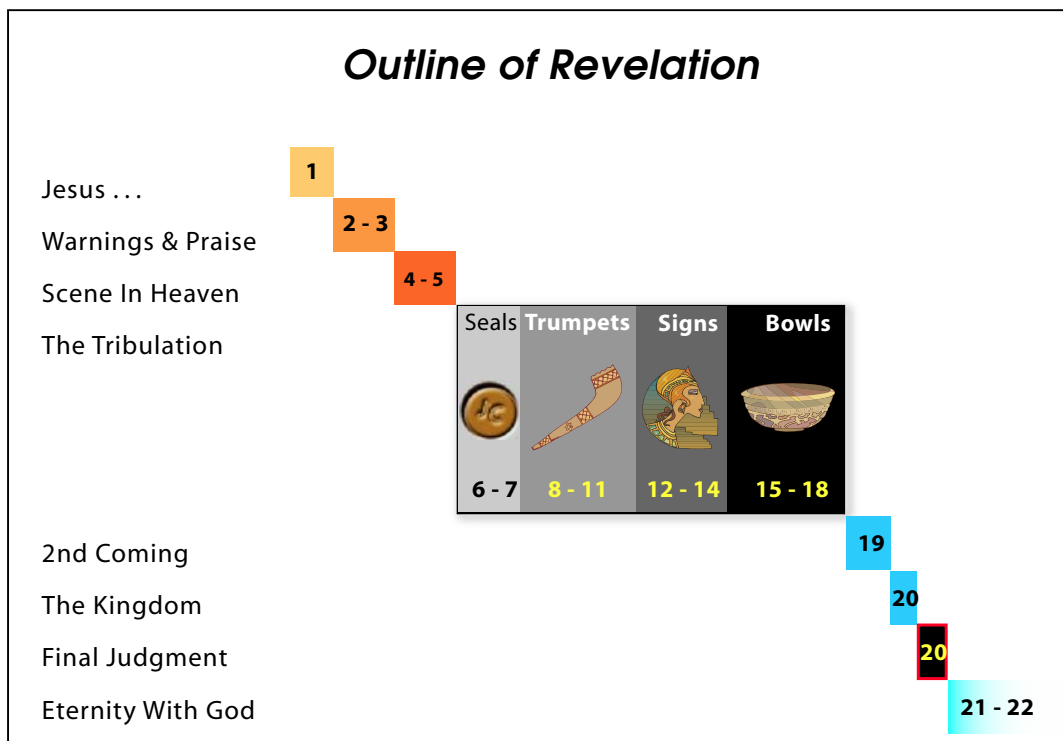 Outline of Revelation
Jesus . . .
1
Warnings & Praise
2 - 3
Scene In Heaven
4 - 5
The Tribulation
Seals Trumpets Signs Bowls
JC
6 - 7 8 - 11 12 - 14 15 - 18
2nd Coming
19
The Kingdom
20
Final Judgment
20
Eternity With God
21 - 22